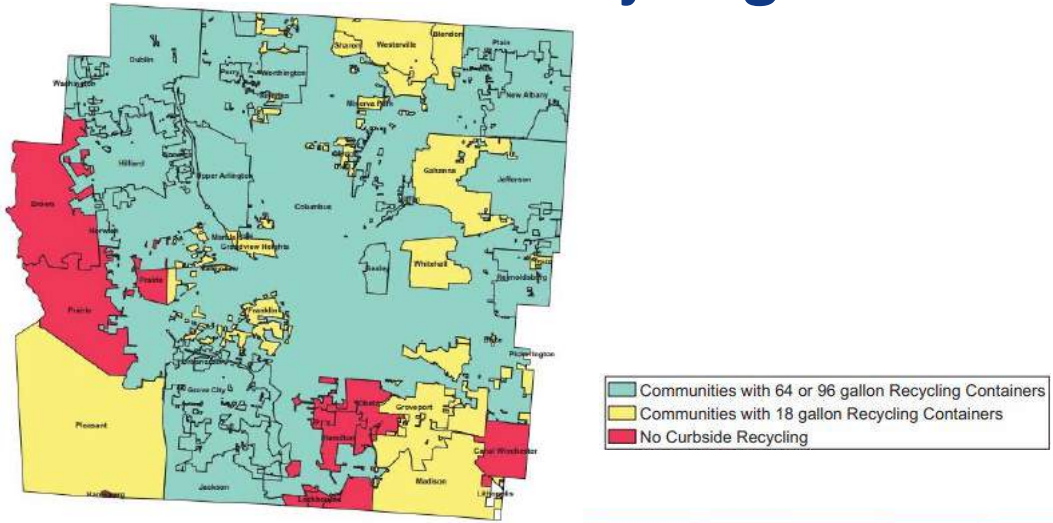 Blendon
Sharon
Westerville
Plain
Dublin
Perry
Worthington
Washington
New Albany
Minerva Park
Hilliard
Upper Arlington
Gahanna
Jefferson
Brown
Columbus
Norwich
Marble Cliff
Grandview Heights
Bexley
Whitehall
Prairie
Reynoldsburg
Prairie
Franklin
Pickerington
Urbancrest
Grove City
Obetz
Groveport
Pleasant
Hamilton
Canal Winchester
Jackson
Madison
Harrisburg
Lockbourne
Lithopolis
Communities with 64 or 96 gallon Recycling Containers
Communities with 18 gallon Recycling Containers
No Curbside Recycling